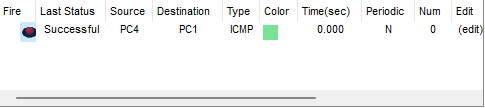 Fire Last Status Source Destination Type Color Time(sec) Periodic Num Edit
Successful PC4 PC1 ICMP 0.000 N 0 (edit)